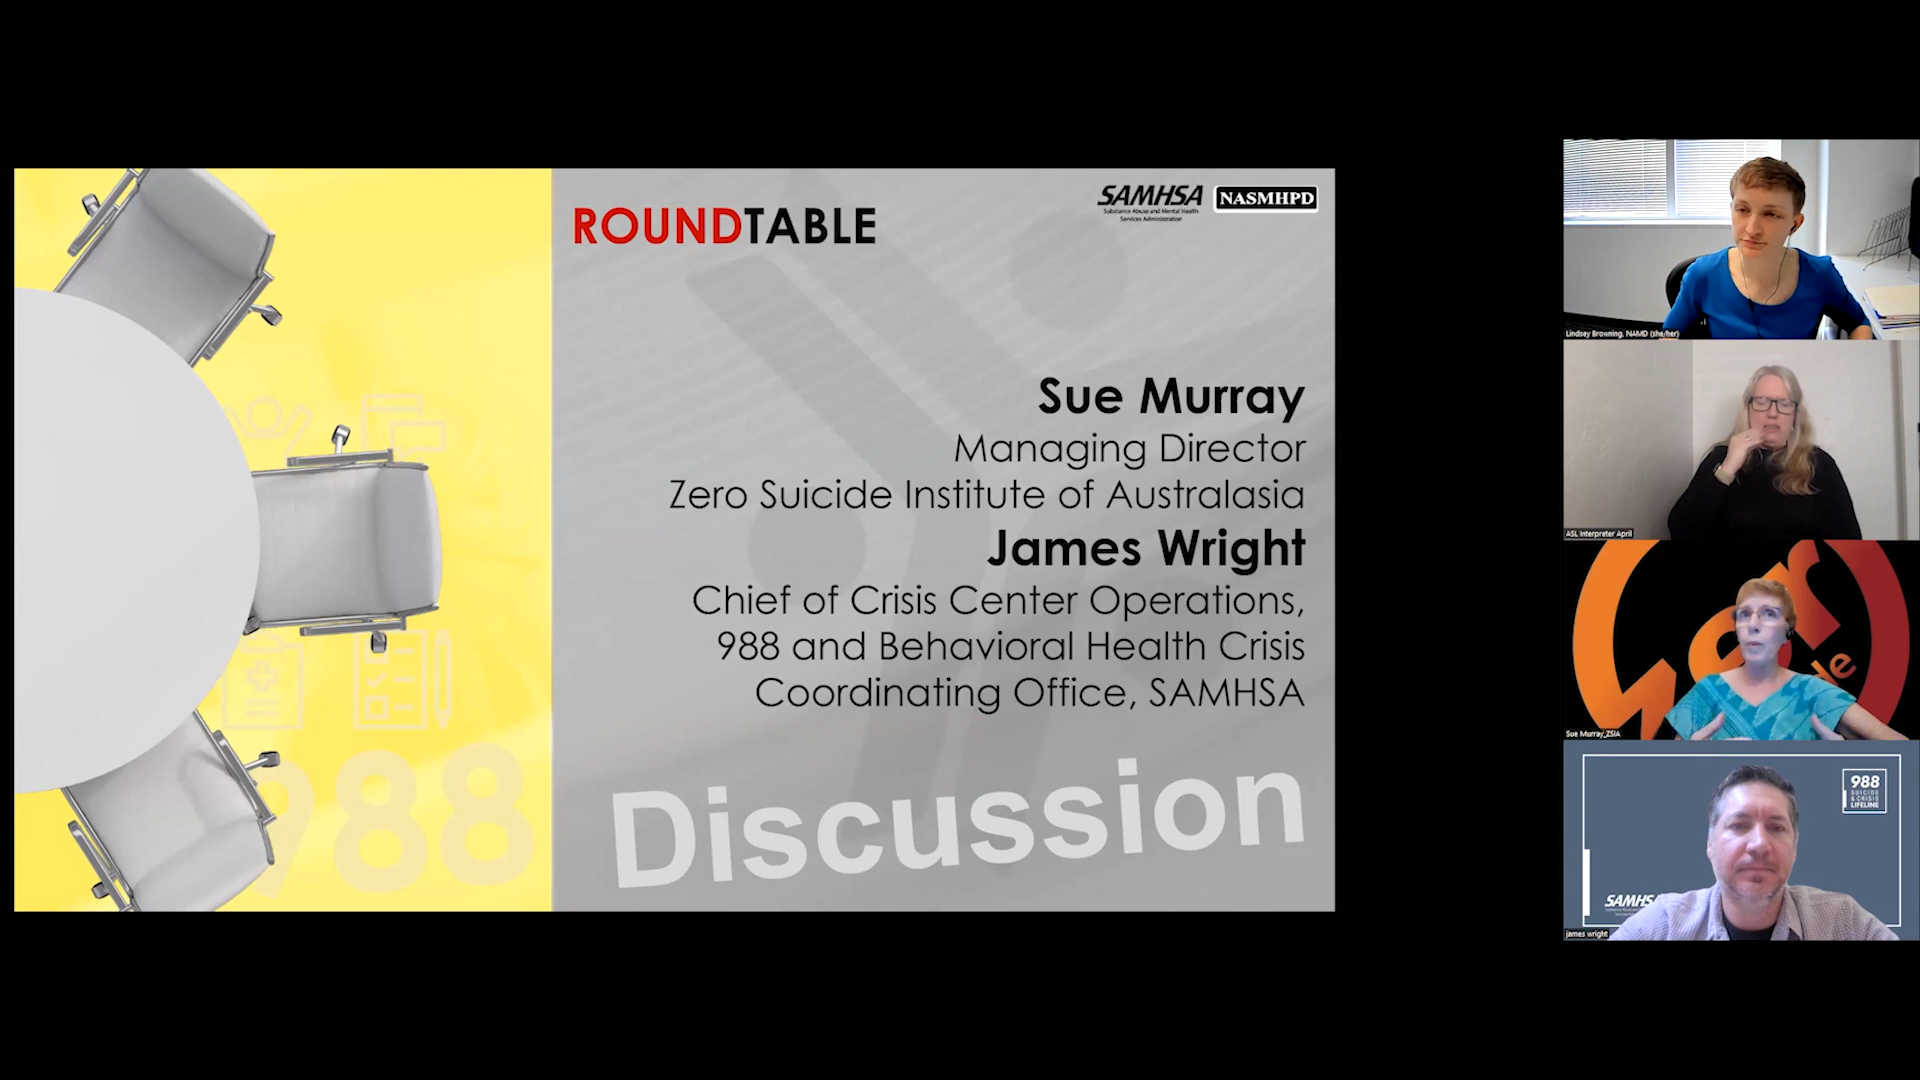 ROUNDTABLE
SAMHSA
Substance Abuse and Mental Health
Services Administration
NASMHPD
Sue Murray
Managing Director
Zero Suicide Institute of Australasia
James Wright
Chief of Crisis Center Operations,
988 and Behavioral Health Crisis
Coordinating Office, SAMHSA
Discussion
988
Lindsey Browning, NAMD (she/her)
ASL Interpreter April
Sue Murray_ZSIA
988
SUICIDE
& CRISIS
LIFELINE
SAMHS
james wright